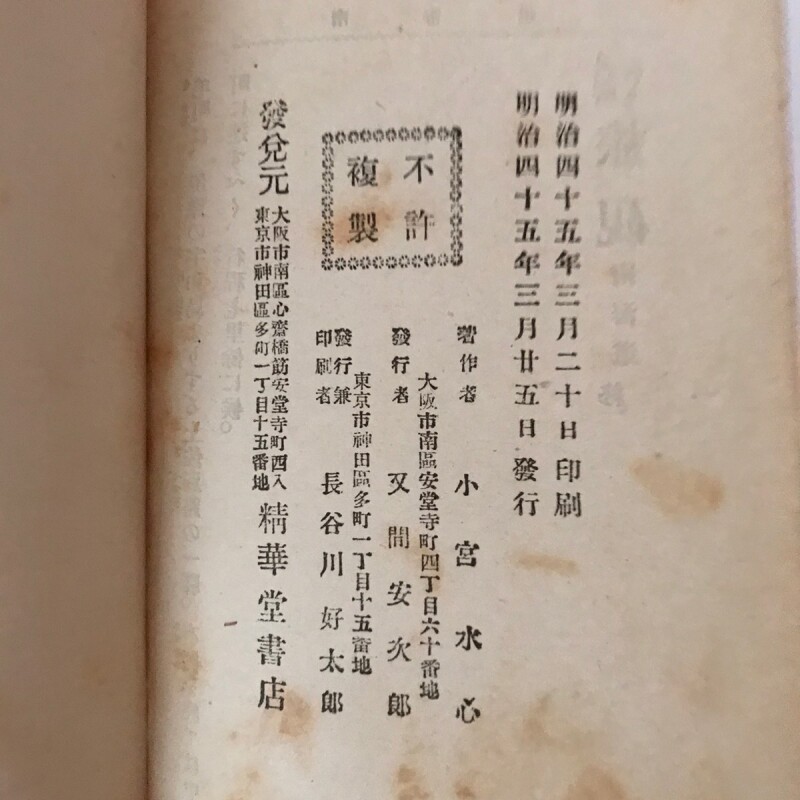 明治四十五年三月二十日印刷
明治四十五年三月廿五日發行
不許
複製
著作者 小宮水心
大阪市南區安堂寺町四丁目六十番地
發行者 又間安次郎
東京市神田區多町一丁目十五番地
發行兼
印刷者 長谷川好太郎
發兌元 大阪市南區心齋橋筋安堂寺町西入
東京市神田區多町一丁目十五番地 精華堂書店